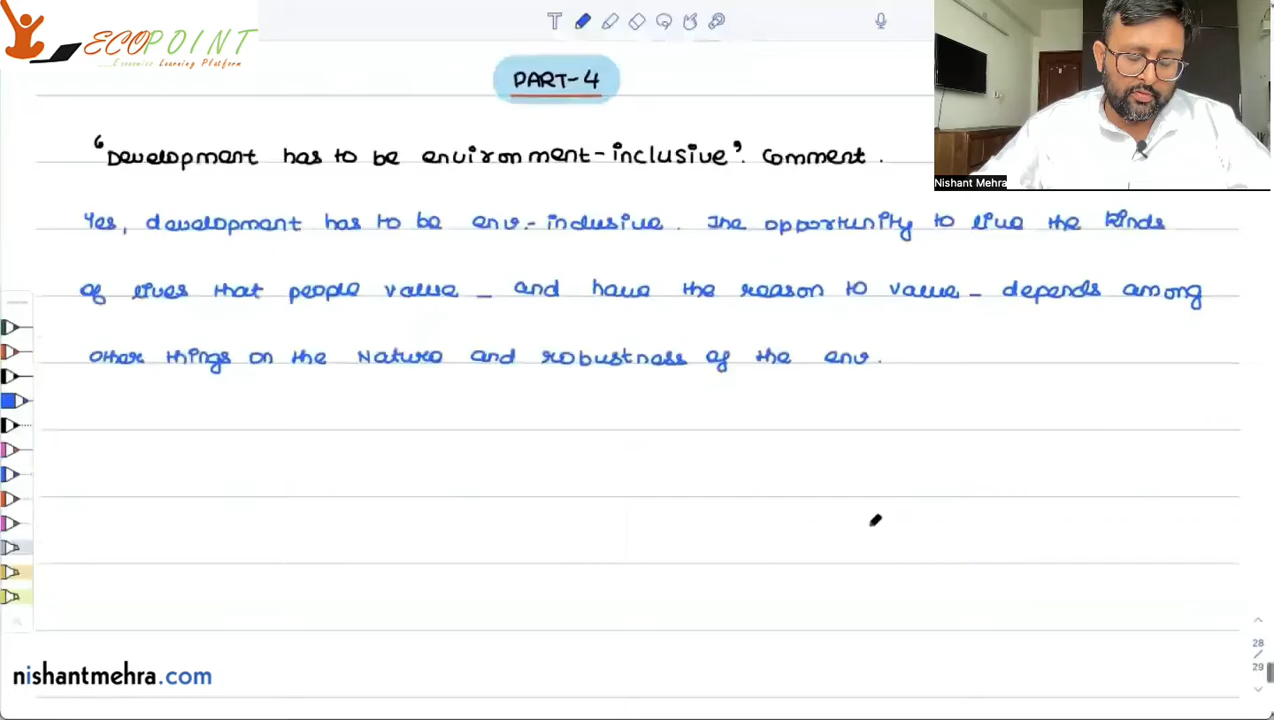 ECOPOINT
Economics Learning Platform
T
PART-4
"Development has to be environment-inclusive". Comment.
Nishant Mehra
Yes, development has to be env.-inclusive. The opportunity to live the kinds
of lives that people value - and have the reason to value - depends among
other things on the Nature and robustness of the env.
28
/
29
nishantmehra.com